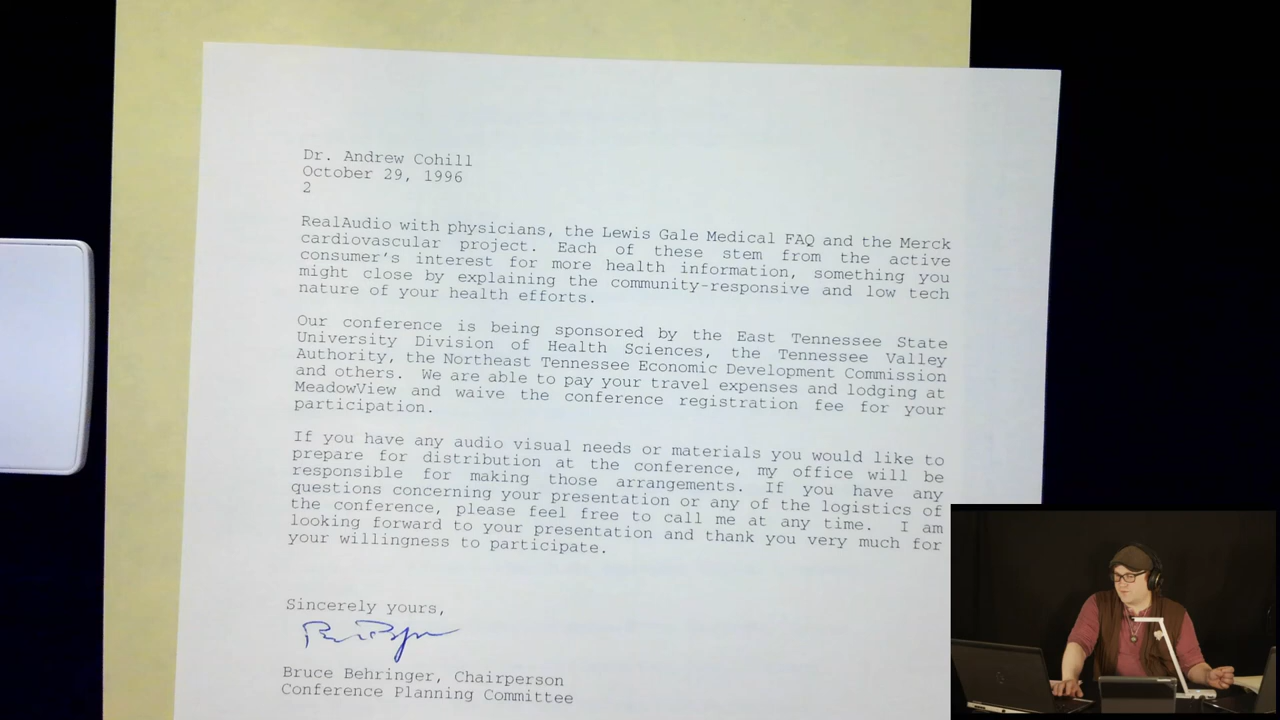 Dr. Andrew Cohill
October 29, 1996
2
RealAudio with physicians, the Lewis Gale Medical FAQ and the Merck
cardiovascular project. Each of these stem from the active
consumer's interest for more health information, something you
might close by explaining the community-responsive and low tech
nature of your health efforts.
Our conference is being sponsored by the East Tennessee State
University Division of Health Sciences, the Tennessee Valley
Authority, the Northeast Tennessee Economic Development Commission
and others. We are able to pay your travel expenses and lodging at
MeadowView and waive the conference registration fee for your
participation.
If you have any audio visual needs or materials you would like to
prepare for distribution at the conference, my office will be
responsible for making those arrangements. If you have any
questions concerning your presentation or any of the logistics of
the conference, please feel free to call me at any time. I am
looking forward to your presentation and thank you very much for
your willingness to participate.
Sincerely yours,
Bruce Behringer, Chairperson
Conference Planning Committee